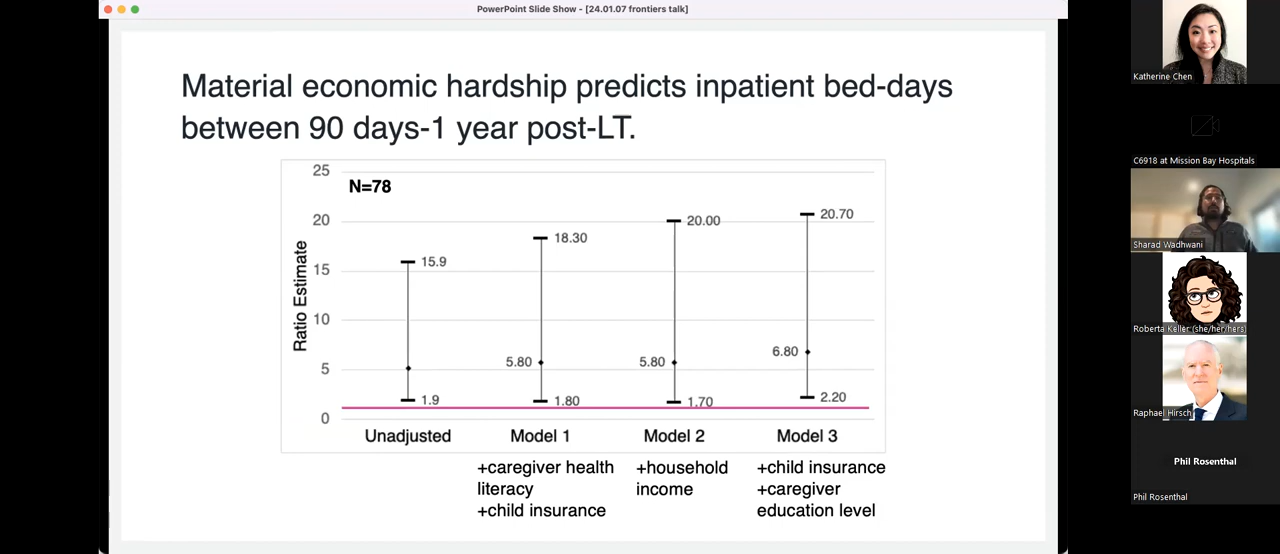 PowerPoint Slide Show - [24.01.07 frontiers talk]
Material economic hardship predicts inpatient bed-days
between 90 days-1 year post-LT.
N=78
Ratio Estimate
25
20
15
10
5
0
15.9
1.9
18.30
5.80
1.80
20.00
5.80
1.70
20.70
6.80
2.20
Unadjusted
Model 1
Model 2
Model 3
+caregiver health
literacy
+child insurance
+household
income
+child insurance
+caregiver
education level
Katherine Chen
C6918 at Mission Bay Hospitals
Sharad Wadhwani
Roberta Keller (she/her/hers)
Raphael Hirsch
Phil Rosenthal
Phil Rosenthal